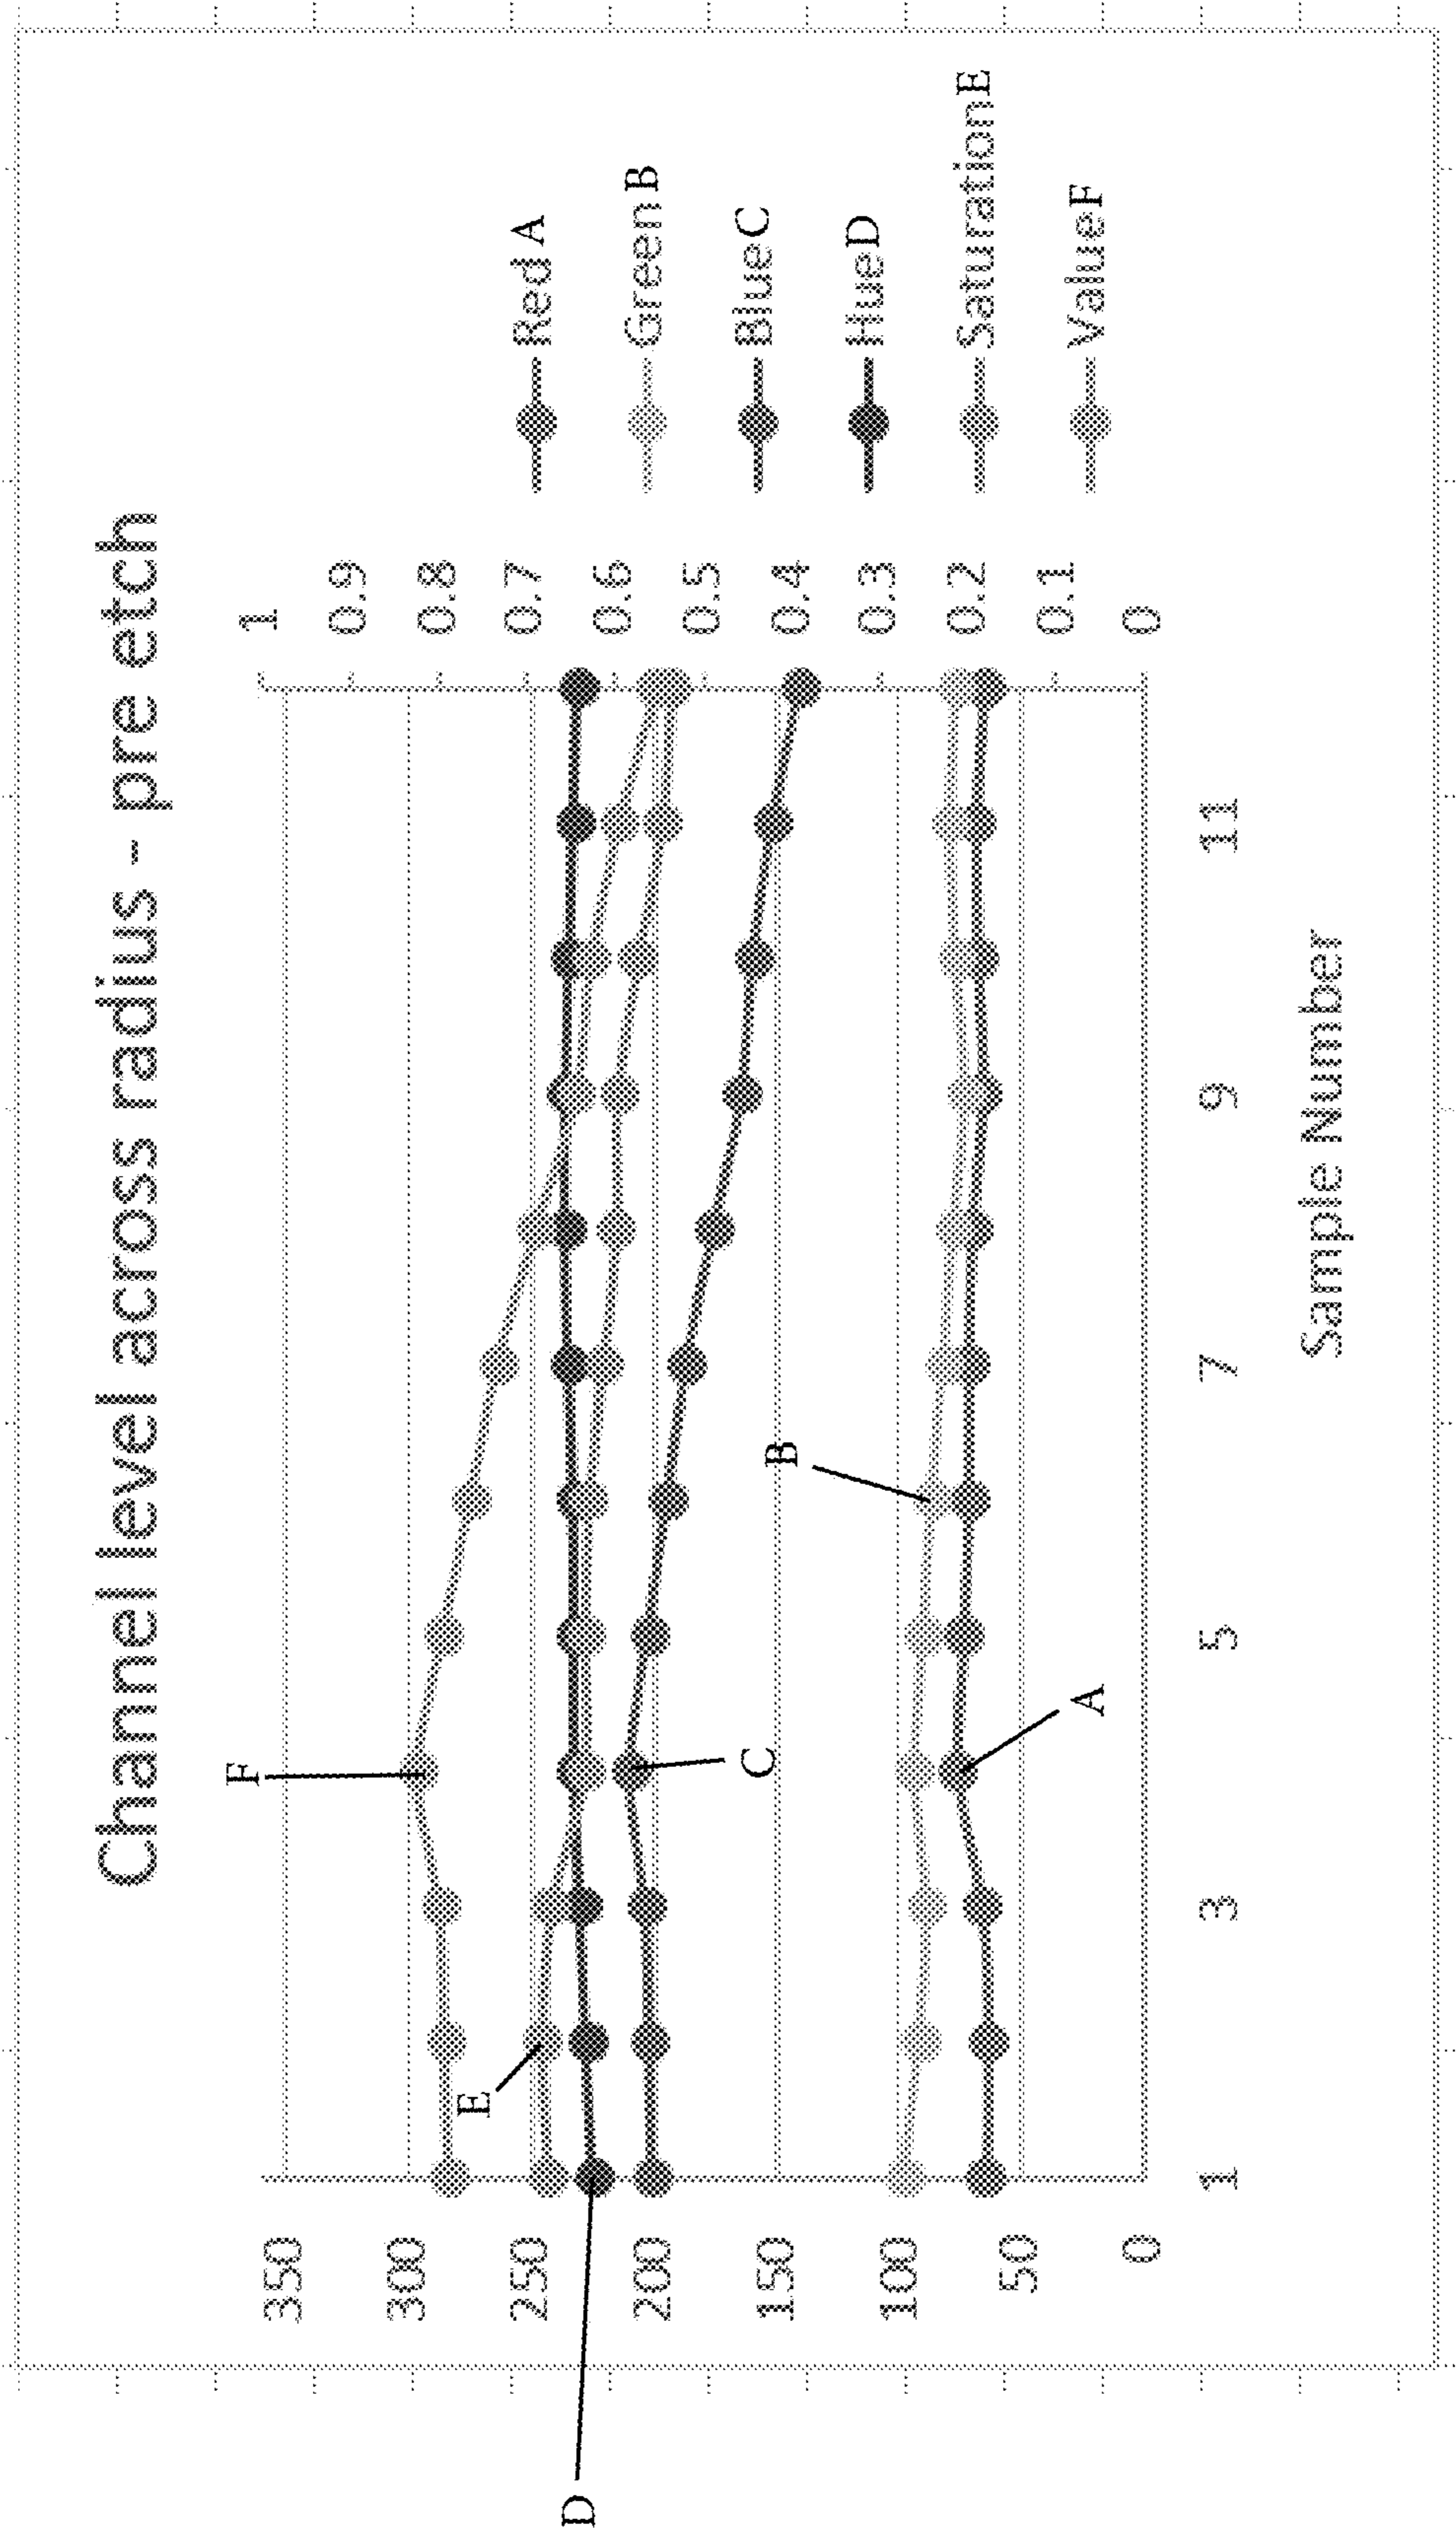 Channel level across radius - pre etch
350
300
250
200
150
100
50
0
1
0.9
0.8
0.7
0.6
0.5
0.4
0.3
0.2
0.1
0
1
3
5
7
9
11
Sample Number
Red A
Green B
Blue C
Hue D
Saturation E
Value F
F
E
D
C
B
A